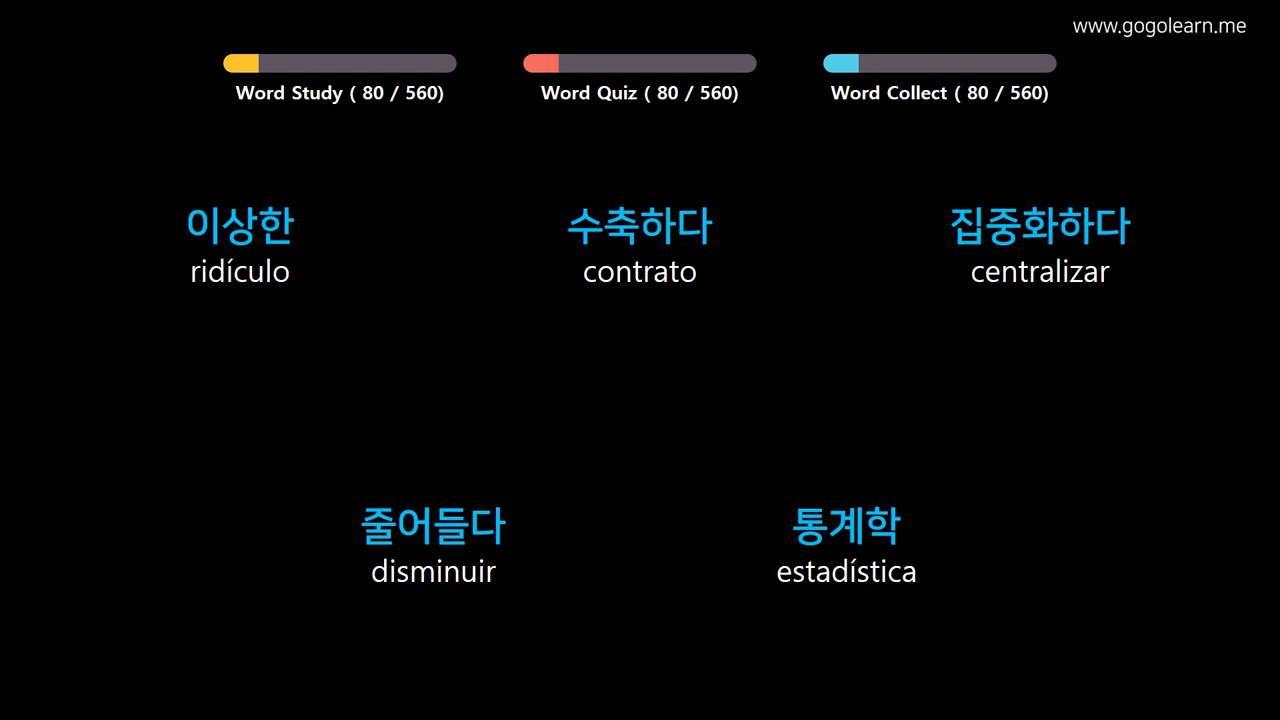 www.gogolearn.me
Word Study ( 80 / 560)
Word Quiz ( 80 / 560)
Word Collect ( 80 / 560)
이상한
ridículo
수축하다
contrato
집중화하다
centralizar
줄어들다
disminuir
통계학
estadística